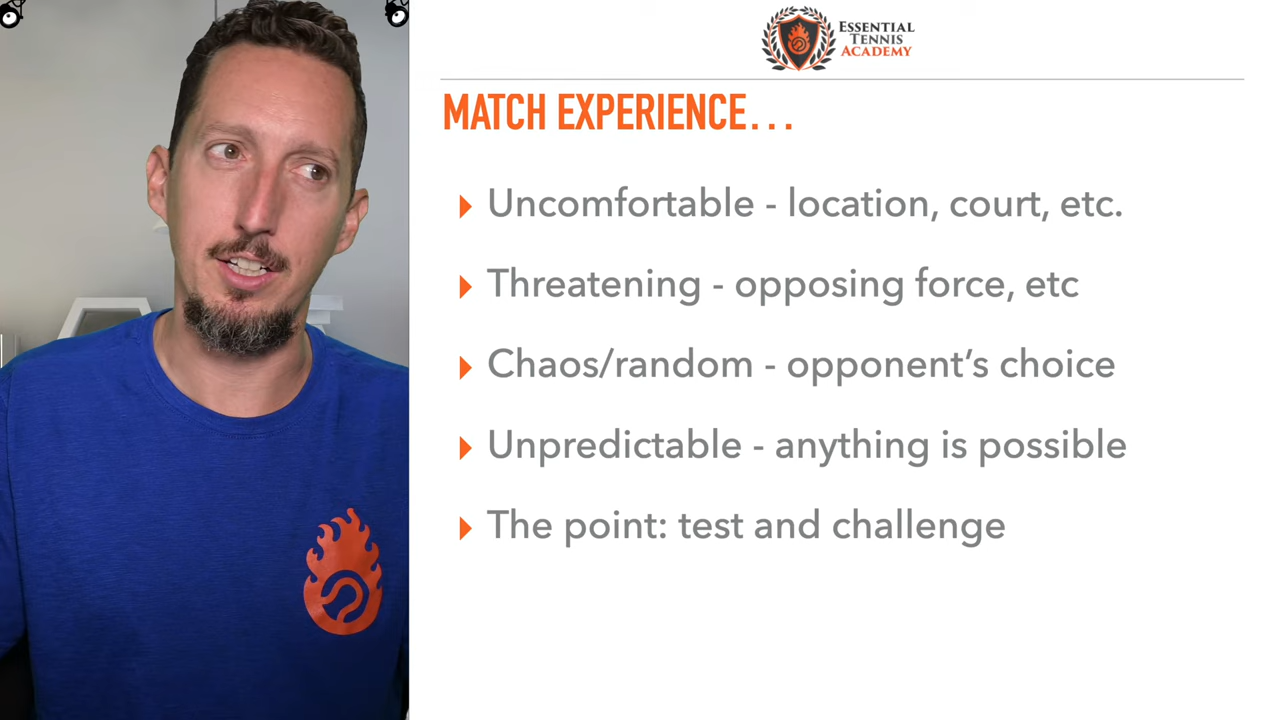 ESSENTIAL
TENNIS
ACADEMY
MATCH EXPERIENCE...
Uncomfortable - location, court, etc.
Threatening - opposing force, etc
Chaos/random - opponent’s choice
Unpredictable - anything is possible
The point: test and challenge